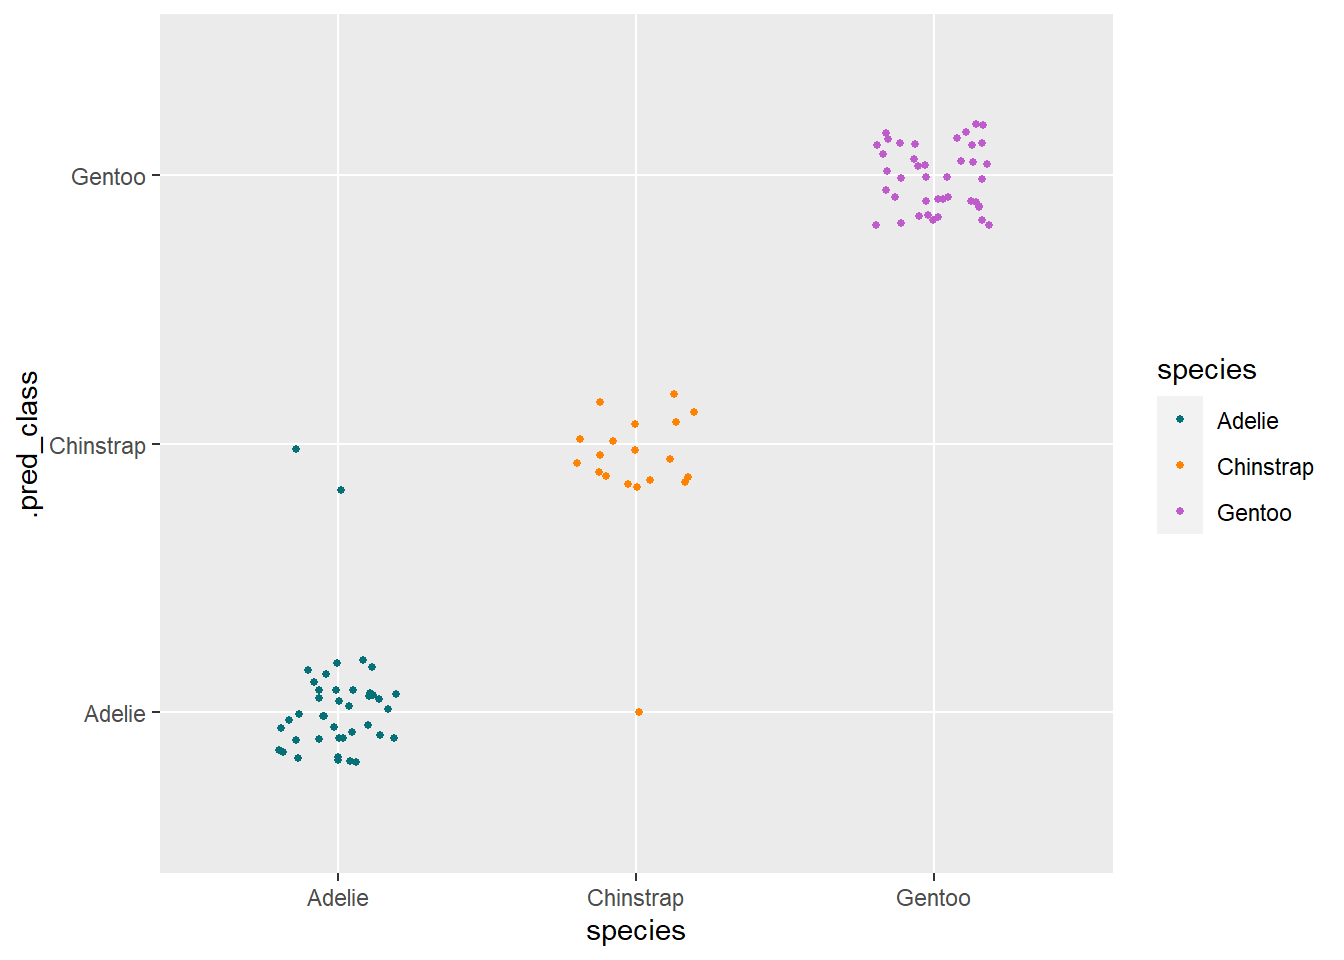 Gentoo
Chinstrap
Adelie
.pred_class
Adelie
Chinstrap
Gentoo
species
species
Adelie
Chinstrap
Gentoo